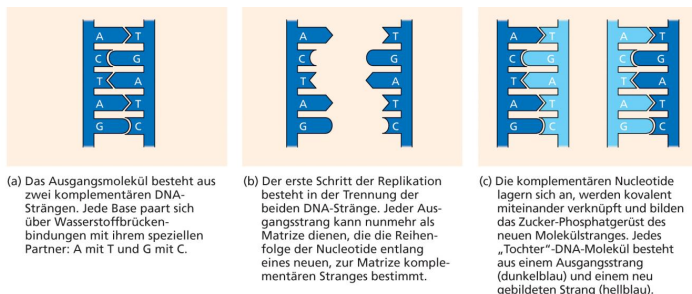 A T
C G
T A
A T
G C
A T
C G
T A
A T
G C
A T A T
C G C G
T A T A
A T A T
G C G C
(a) Das Ausgangsmolekül besteht aus
zwei komplementären DNA-
Strängen. Jede Base paart sich
über Wasserstoffbrücken-
bindungen mit ihrem speziellen
Partner: A mit T und G mit C.
(b) Der erste Schritt der Replikation
besteht in der Trennung der
beiden DNA-Stränge. Jeder Aus-
gangsstrang kann nunmehr als
Matrize dienen, die die Reihen-
folge der Nucleotide entlang
eines neuen, zur Matrize komple-
mentären Stranges bestimmt.
(c) Die komplementären Nucleotide
lagern sich an, werden kovalent
miteinander verknüpft und bilden
das Zucker-Phosphatgerüst des
neuen Molekülstranges. Jedes
„Tochter“-DNA-Molekül besteht
aus einem Ausgangsstrang
(dunkelblau) und einem neu
gebildeten Strang (hellblau).